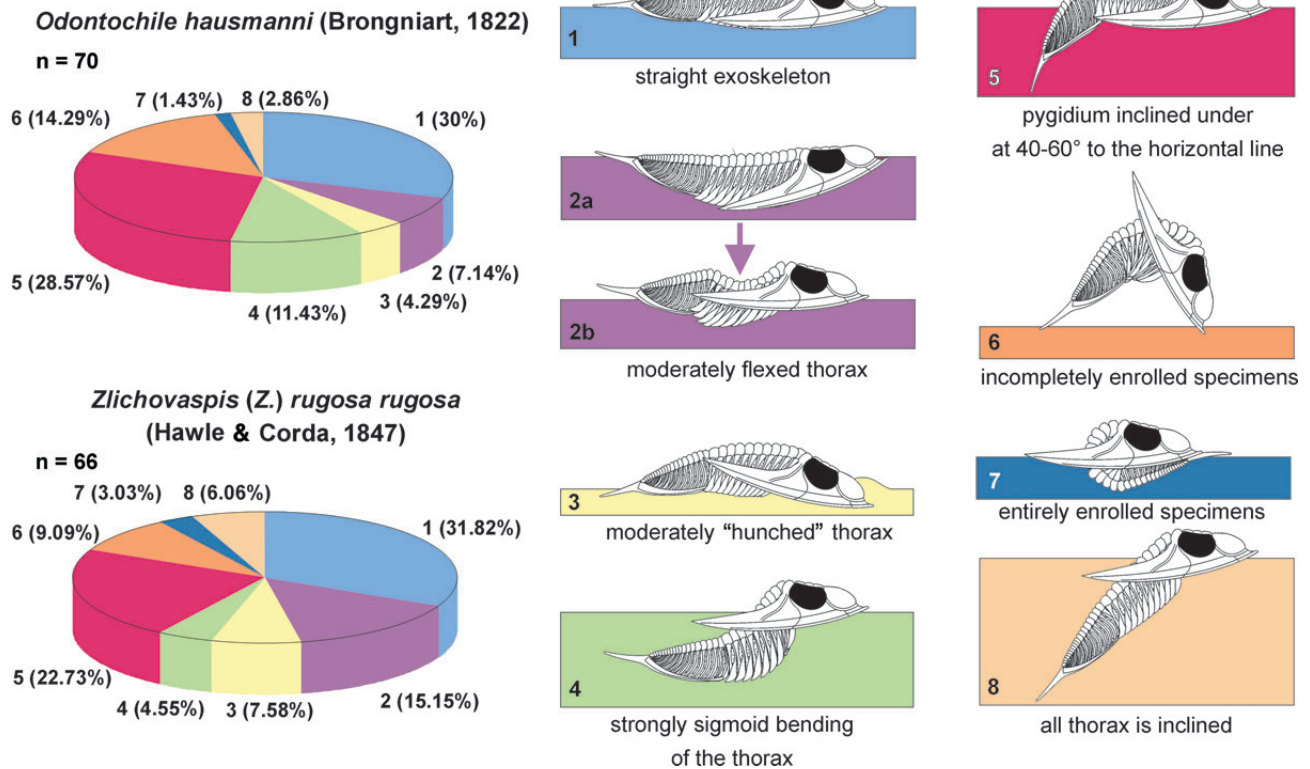 Odontochile hausmanni (Brongniart, 1822)
n = 70
1 (30%)
2 (7.14%)
3 (4.29%)
4 (11.43%)
5 (28.57%)
6 (14.29%)
7 (1.43%)
8 (2.86%)
Zlichovaspis (Z.) rugosa rugosa
(Hawle & Corda, 1847)
n = 66
1 (31.82%)
2 (15.15%)
3 (7.58%)
4 (4.55%)
5 (22.73%)
6 (9.09%)
7 (3.03%)
8 (6.06%)
1
straight exoskeleton
2a
2b
moderately flexed thorax
3
moderately “hunched” thorax
4
strongly sigmoid bending
of the thorax
5
pygidium inclined under
at 40-60° to the horizontal line
6
incompletely enrolled specimens
7
entirely enrolled specimens
8
all thorax is inclined